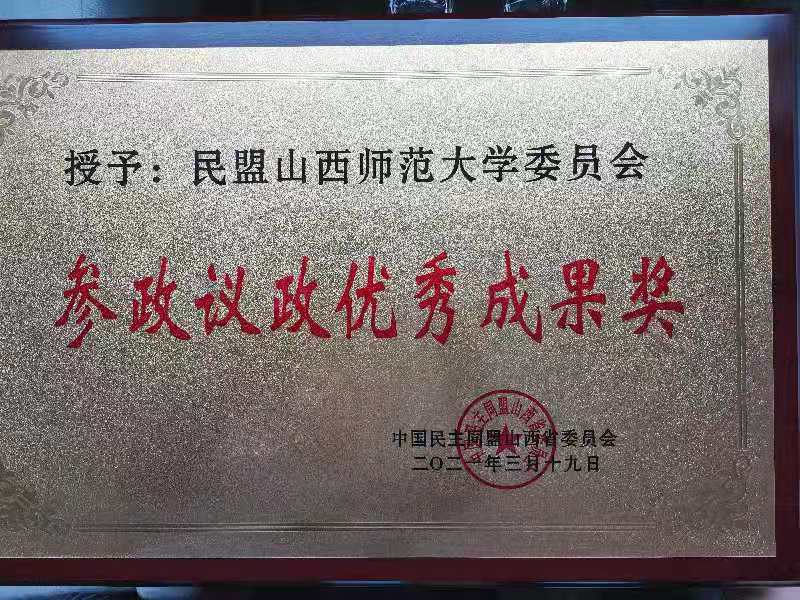 授予：民盟山西师范大学委员会
参政议政优秀成果奖
中国民主同盟山西省委员会
二〇二一年三月十九日